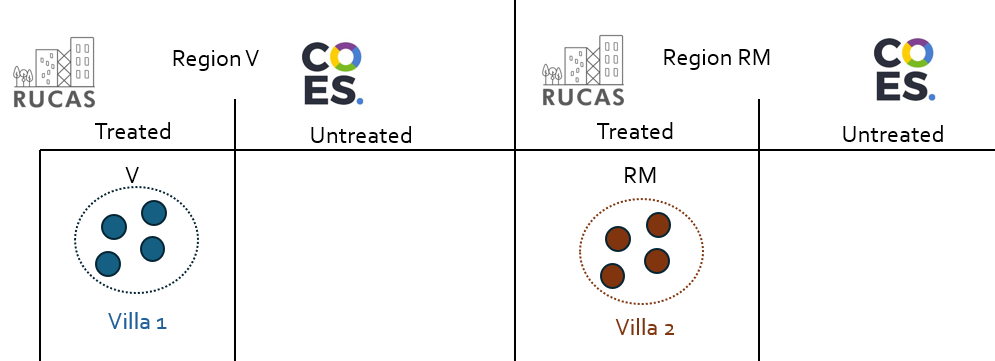 Region V
CO
ES.
Region RM
CO
ES.
RUCAS
RUCAS
Treated
Untreated
Treated
Untreated
V
RM
Villa 1
Villa 2